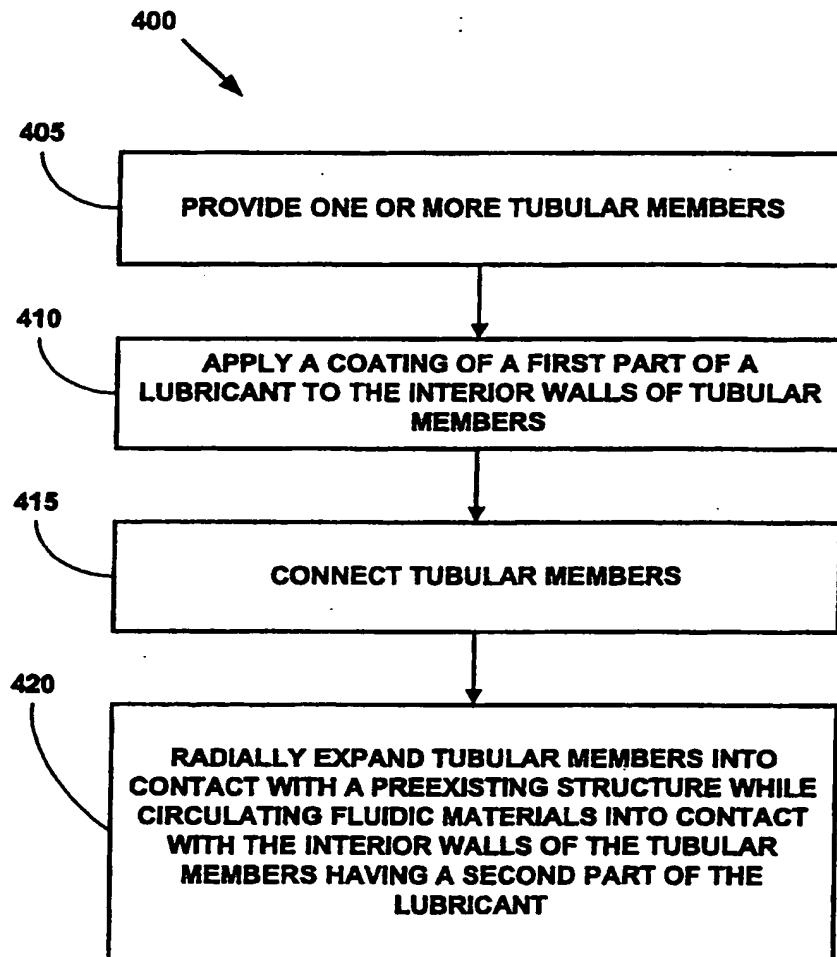 400
405
PROVIDE ONE OR MORE TUBULAR MEMBERS
410
APPLY A COATING OF A FIRST PART OF A
LUBRICANT TO THE INTERIOR WALLS OF TUBULAR
MEMBERS
415
CONNECT TUBULAR MEMBERS
420
RADIALLY EXPAND TUBULAR MEMBERS INTO
CONTACT WITH A PREEXISTING STRUCTURE WHILE
CIRCULATING FLUIDIC MATERIALS INTO CONTACT
WITH THE INTERIOR WALLS OF THE TUBULAR
MEMBERS HAVING A SECOND PART OF THE
LUBRICANT